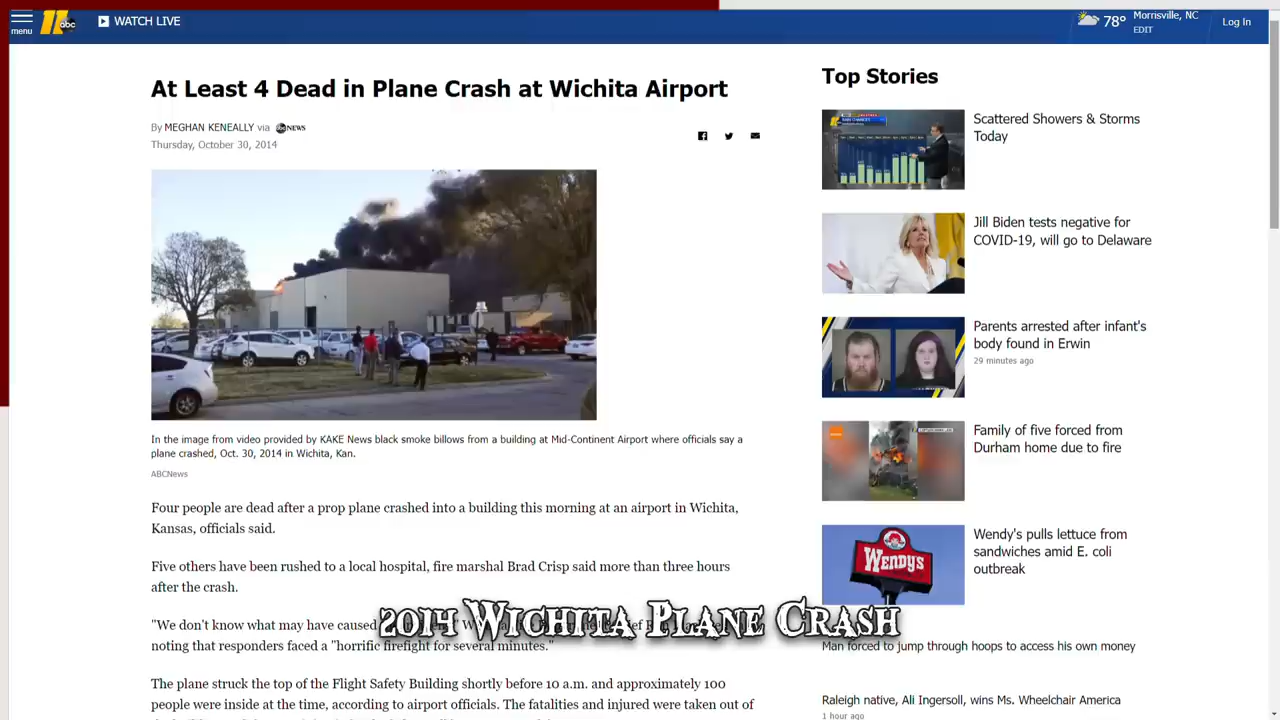 menu
11
abc
WATCH LIVE
78°
Morrisville, NC
EDIT
Log In
At Least 4 Dead in Plane Crash at Wichita Airport
By MEGHAN KENEALLY via abc NEWS
Thursday, October 30, 2014
In the image from video provided by KAKE News black smoke billows from a building at Mid-Continent Airport where officials say a
plane crashed, Oct. 30, 2014 in Wichita, Kan.
ABCNews
Four people are dead after a prop plane crashed into a building this morning at an airport in Wichita,
Kansas, officials said.
Five others have been rushed to a local hospital, fire marshal Brad Crisp said more than three hours
after the crash.
"We don't know what may have caused
noting that responders faced a "horrific firefight for several minutes."
2014 Wichita Plane Crash
The plane struck the top of the Flight Safety Building shortly before 10 a.m. and approximately 100
people were inside at the time, according to airport officials. The fatalities and injured were taken out of
Top Stories
Scattered Showers & Storms
Today
Jill Biden tests negative for
COVID-19, will go to Delaware
Parents arrested after infant's
body found in Erwin
29 minutes ago
Family of five forced from
Durham home due to fire
Wendy's
Wendy's pulls lettuce from
sandwiches amid E. coli
outbreak
Man forced to jump through hoops to access his own money
Raleigh native, Ali Ingersoll, wins Ms. Wheelchair America
1 hour ago